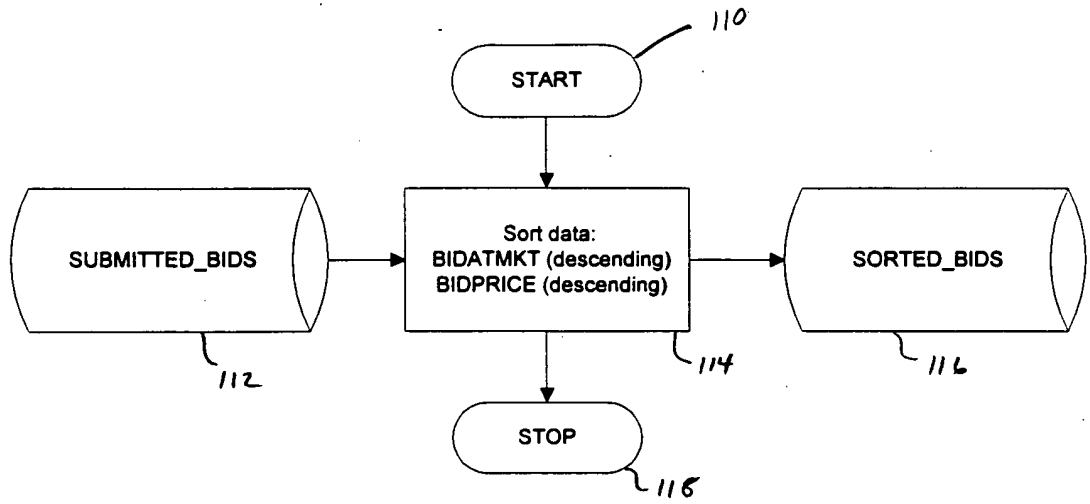 110
START
SUBMITTED_BIDS
Sort data:
BIDATMKT (descending)
BIDPRICE (descending)
SORTED_BIDS
112
114
116
STOP
118